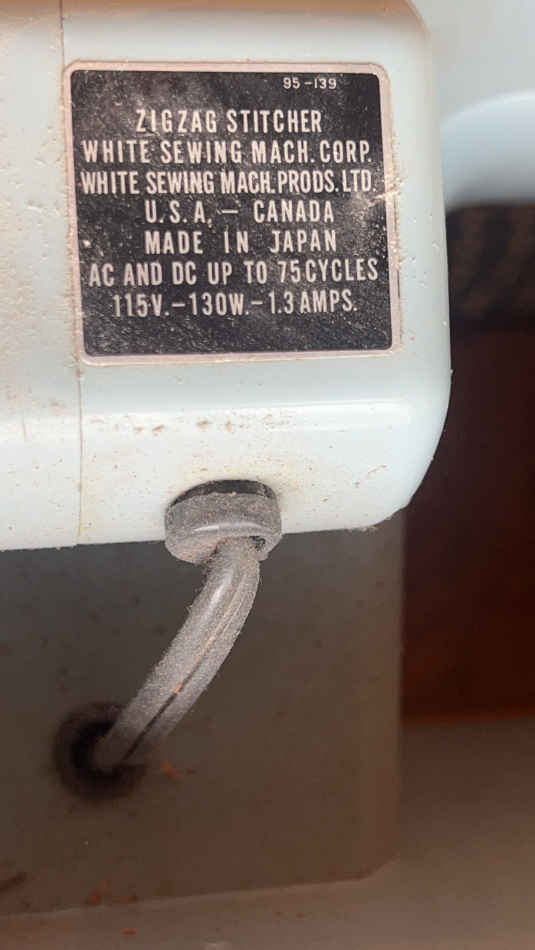 95-139
ZIGZAG STITCHER
WHITE SEWING MACH. CORP.
WHITE SEWING MACH. PRODS. LTD.
U.S.A. — CANADA
MADE IN JAPAN
AC AND DC UP TO 75 CYCLES
115V.-130W.-1.3 AMPS.